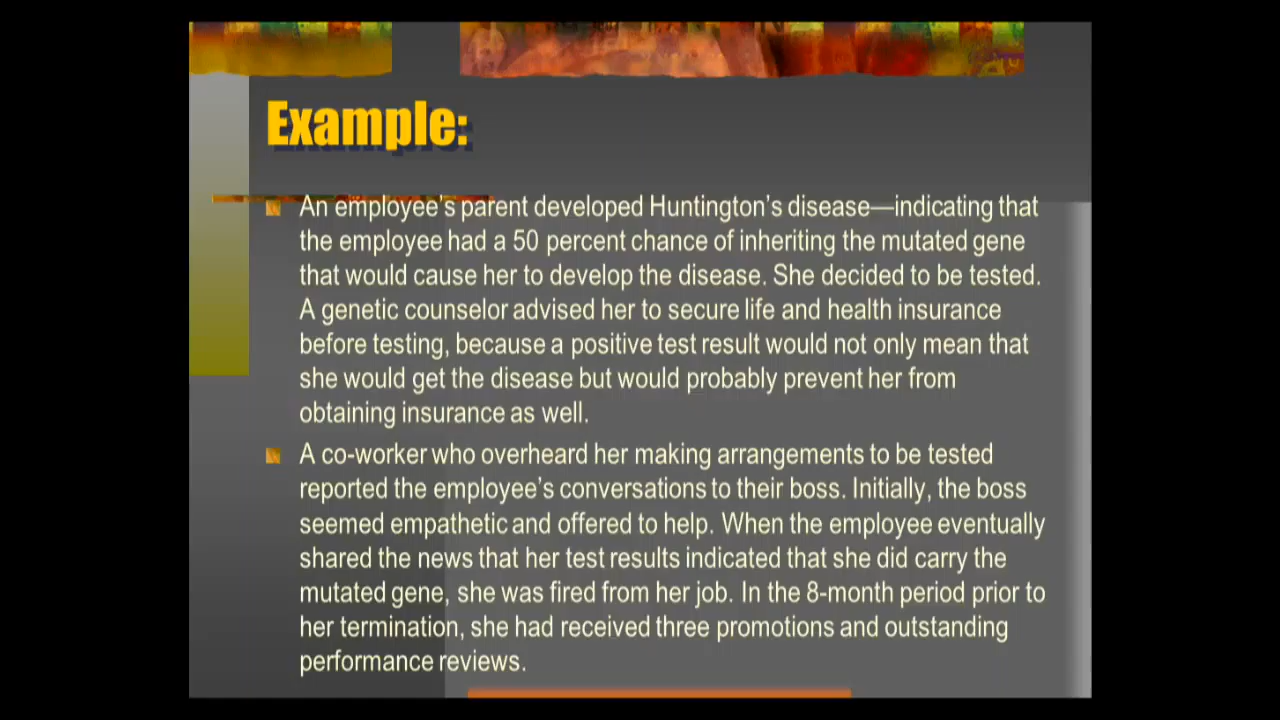 Example:
An employee’s parent developed Huntington’s disease—indicating that
the employee had a 50 percent chance of inheriting the mutated gene
that would cause her to develop the disease. She decided to be tested.
A genetic counselor advised her to secure life and health insurance
before testing, because a positive test result would not only mean that
she would get the disease but would probably prevent her from
obtaining insurance as well.
A co-worker who overheard her making arrangements to be tested
reported the employee’s conversations to their boss. Initially, the boss
seemed empathetic and offered to help. When the employee eventually
shared the news that her test results indicated that she did carry the
mutated gene, she was fired from her job. In the 8-month period prior to
her termination, she had received three promotions and outstanding
performance reviews.